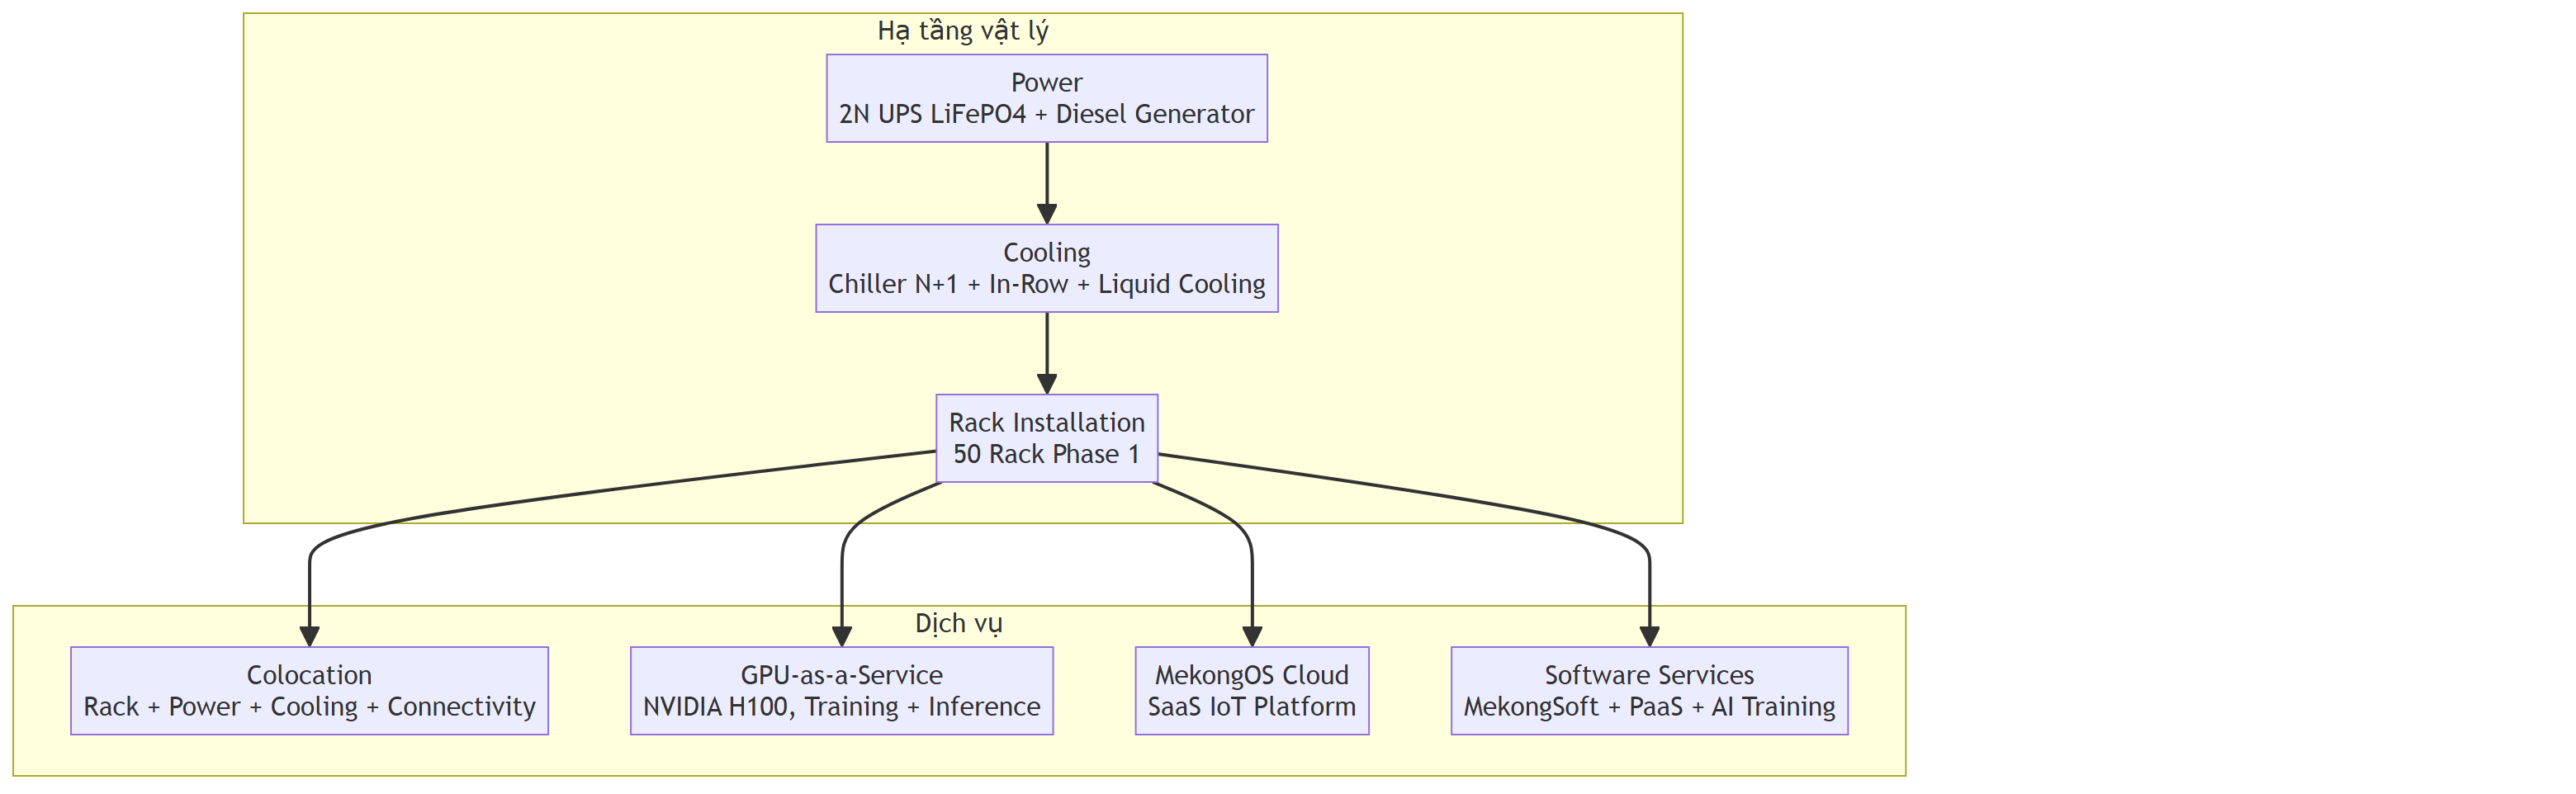 Hạ tầng vật lý
Power
2N UPS LiFePO4 + Diesel Generator
Cooling
Chiller N+1 + In-Row + Liquid Cooling
Rack Installation
50 Rack Phase 1
Dịch vụ
Colocation
Rack + Power + Cooling + Connectivity
GPU-as-a-Service
NVIDIA H100, Training + Inference
MekongOS Cloud
SaaS IoT Platform
Software Services
MekongSoft + PaaS + AI Training